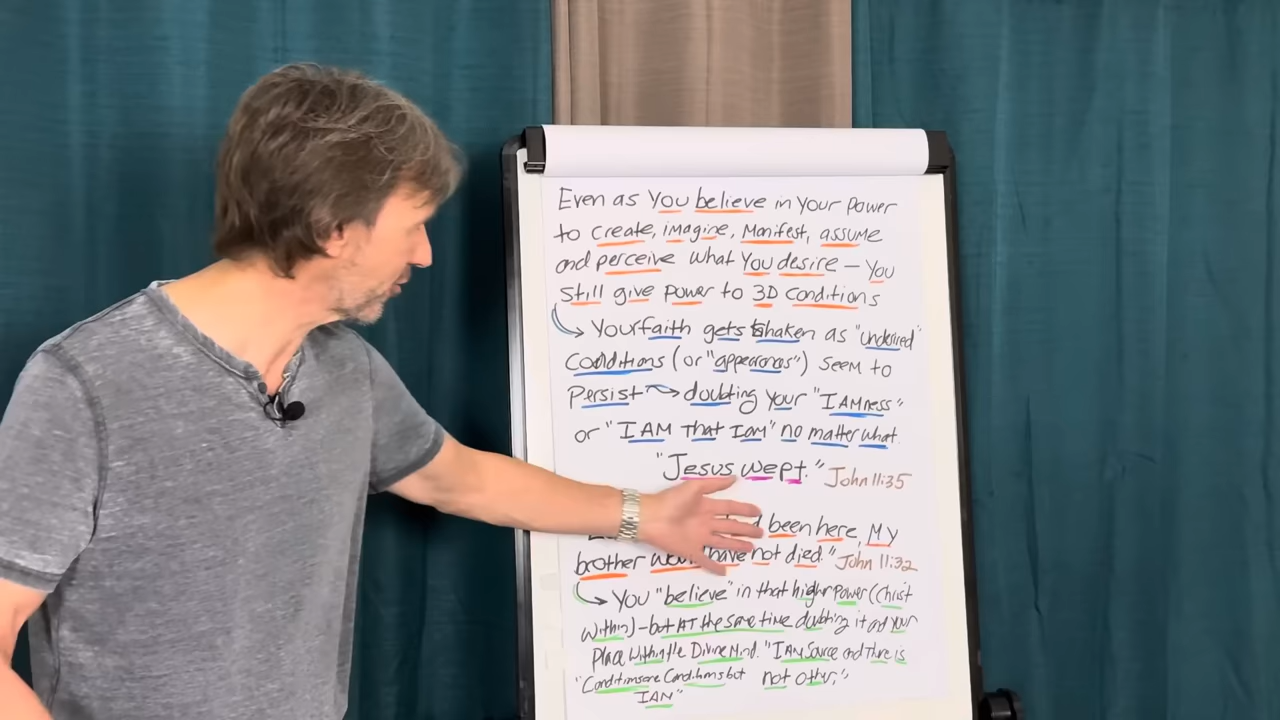 Even as You believe in Your Power
to create, imagine, Manifest, assume
and perceive what You desire – You
still give power to 3D conditions
Your faith gets shaken as "undesired"
Conditions (or "appearances") seem to
Persist → doubting your "I AMness"
or "I AM That I am" no matter what.
"Jesus wept." John 11:35
been here, My
brother would have not died." John 11:32
You "believe" in that higher Power (Christ
within) – but AT the same time doubting it and your
Place within the Divine Mind. "I AM Source and There is
"Conditions are Conditions but not other."
IAM"